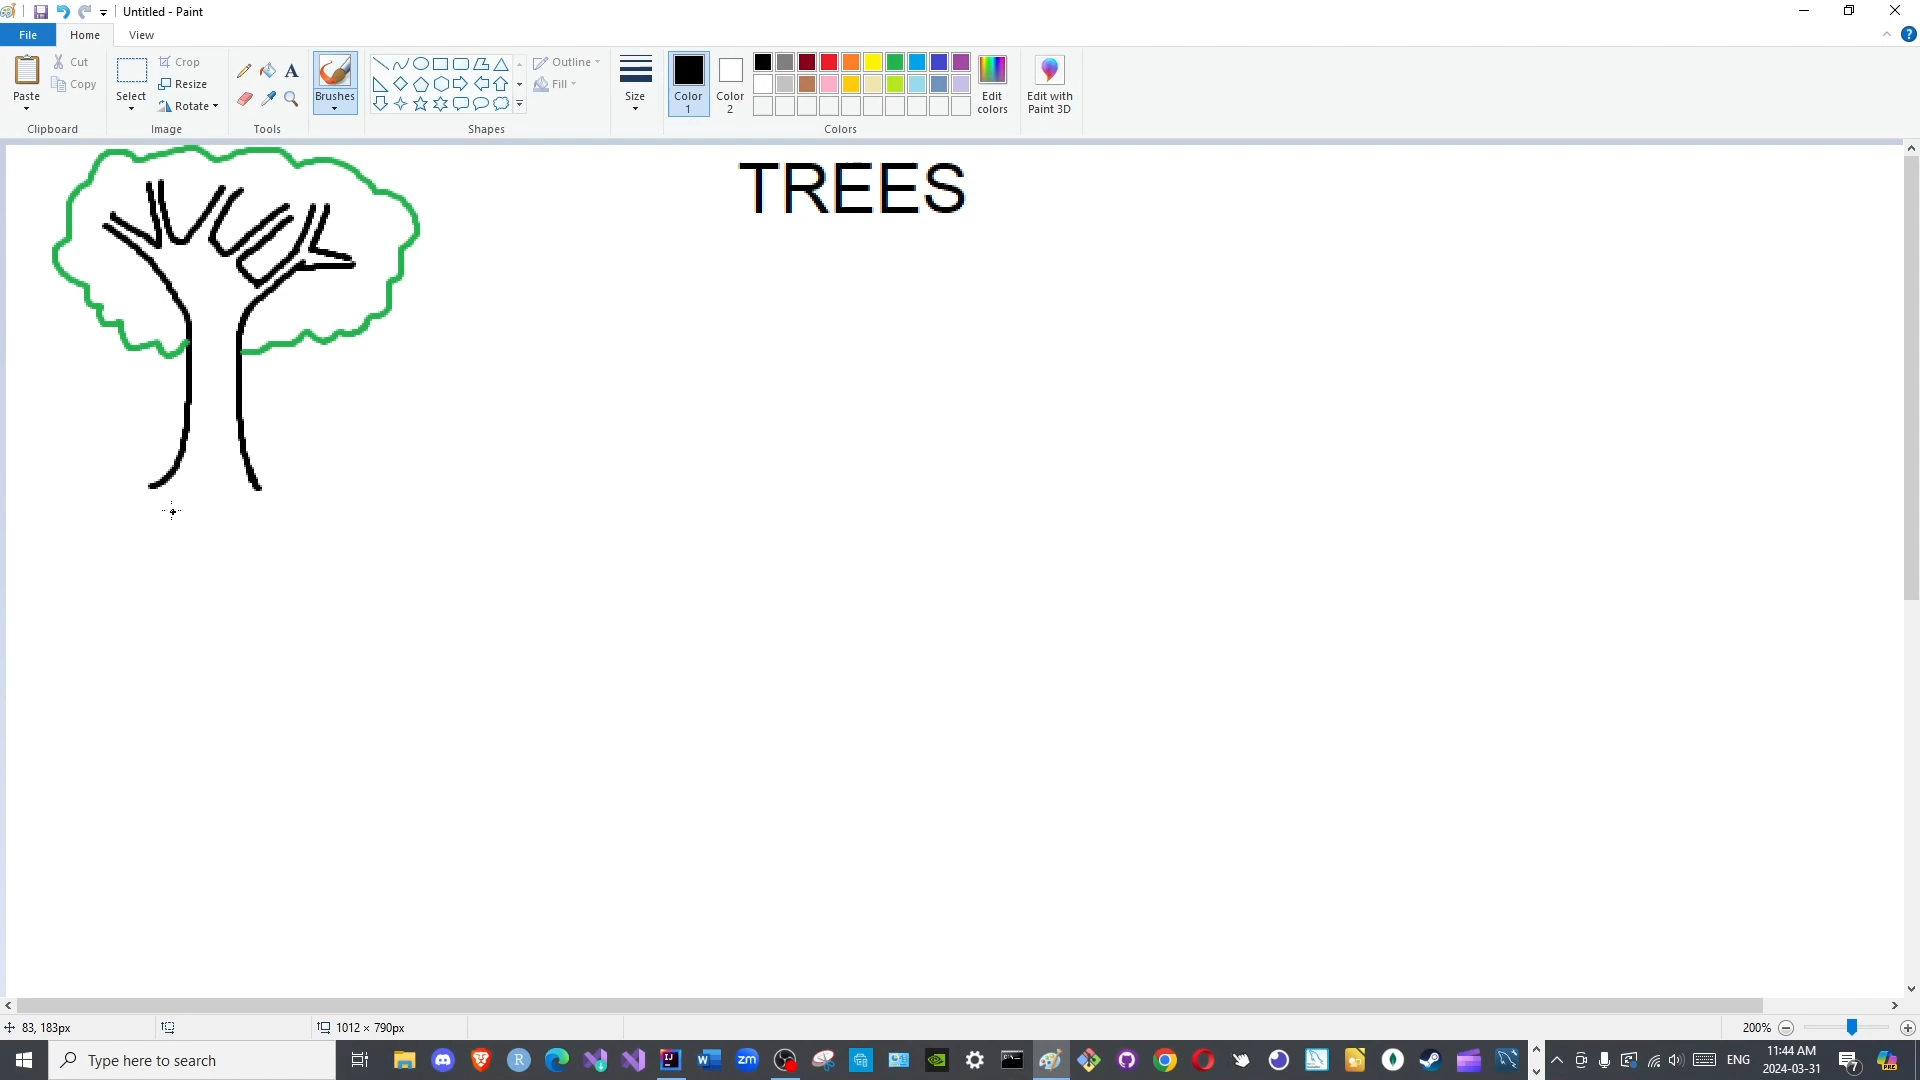 Untitled - Paint
File Home View
Paste
Cut
Copy
Clipboard
Select
Crop
Resize
Rotate
Image
Tools
Brushes
Shapes
Outline
Fill
Size
Color 1
Color 2
Edit colors
Colors
Edit with Paint 3D
TREES
83, 183px
1012 × 790px
200%
Type here to search
ENG
11:44 AM
2024-03-31